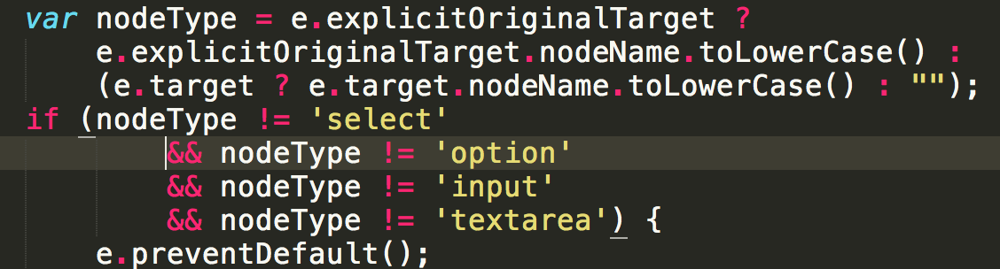 var nodeType = e.explicitOriginalTarget ?
e.explicitOriginalTarget.nodeName.toLowerCase() :
(e.target ? e.target.nodeName.toLowerCase() : "");
if (nodeType != 'select'
&& nodeType != 'option'
&& nodeType != 'input'
&& nodeType != 'textarea') {
e.preventDefault();